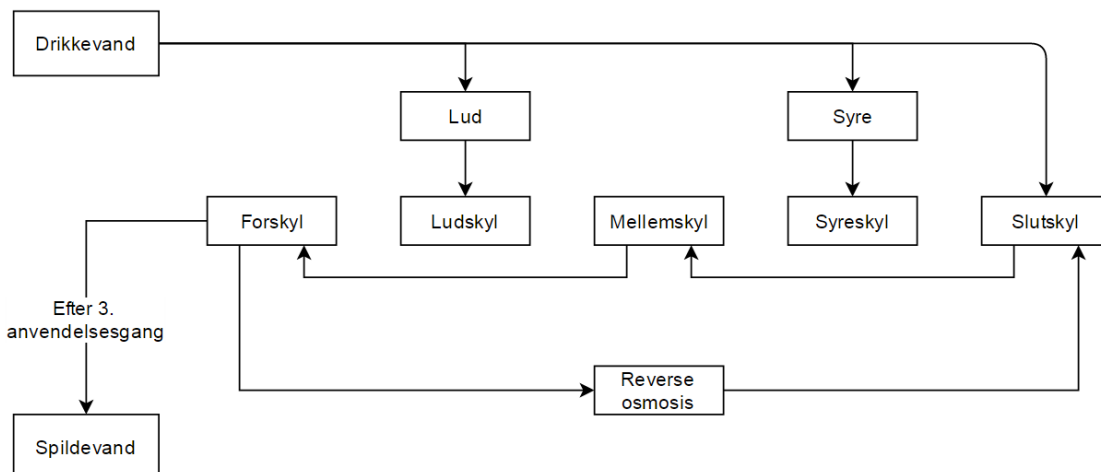 Drikkevand
Lud
Syre
Forskyl
Ludskyl
Mellemskyl
Syreskyl
Slutskyl
Efter 3.
anvendelsesgang
Reverse
osmosis
Spildevand